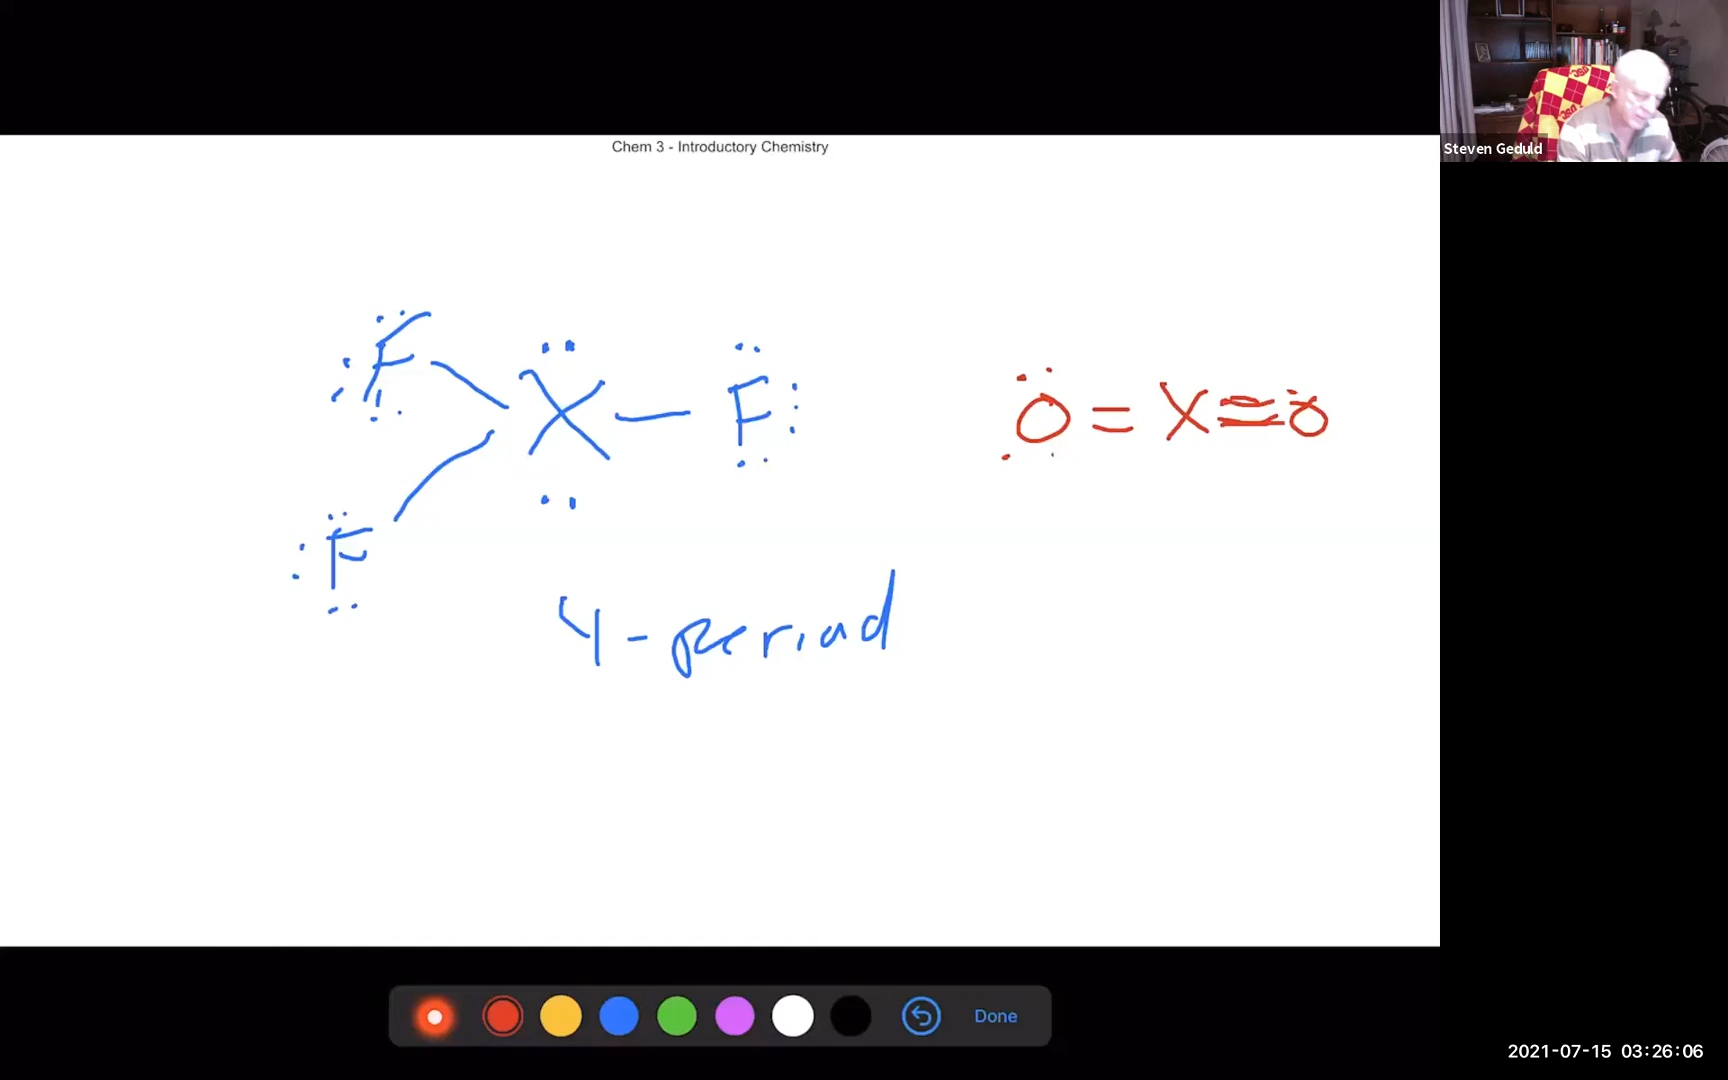 Chem 3 - Introductory Chemistry
Steven Geduld
F X F
O = X = O
F
4 - period
Done
2021-07-15 03:26:06